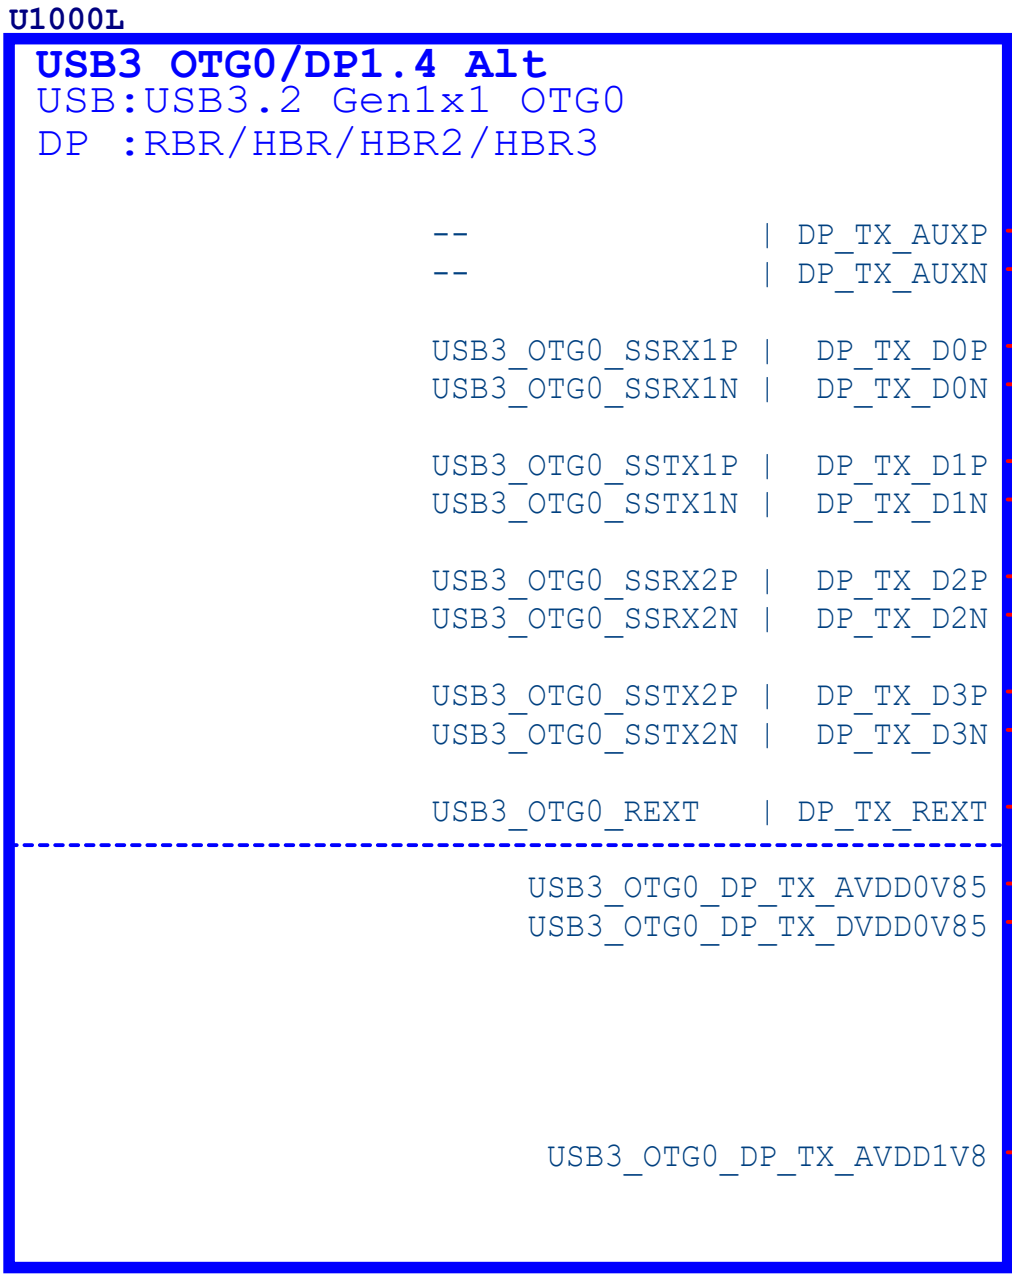 U1000L
USB3 OTG0/DP1.4 Alt
USB:USB3.2 Gen1x1 OTG0
DP :RBR/HBR/HBR2/HBR3
-- | DP_TX_AUXP
-- | DP_TX_AUXN
USB3_OTG0_SSRX1P | DP_TX_D0P
USB3_OTG0_SSRX1N | DP_TX_D0N
USB3_OTG0_SSTX1P | DP_TX_D1P
USB3_OTG0_SSTX1N | DP_TX_D1N
USB3_OTG0_SSRX2P | DP_TX_D2P
USB3_OTG0_SSRX2N | DP_TX_D2N
USB3_OTG0_SSTX2P | DP_TX_D3P
USB3_OTG0_SSTX2N | DP_TX_D3N
USB3_OTG0_REXT | DP_TX_REXT
USB3_OTG0_DP_TX_AVDD0V85
USB3_OTG0_DP_TX_DVDD0V85
USB3_OTG0_DP_TX_AVDD1V8